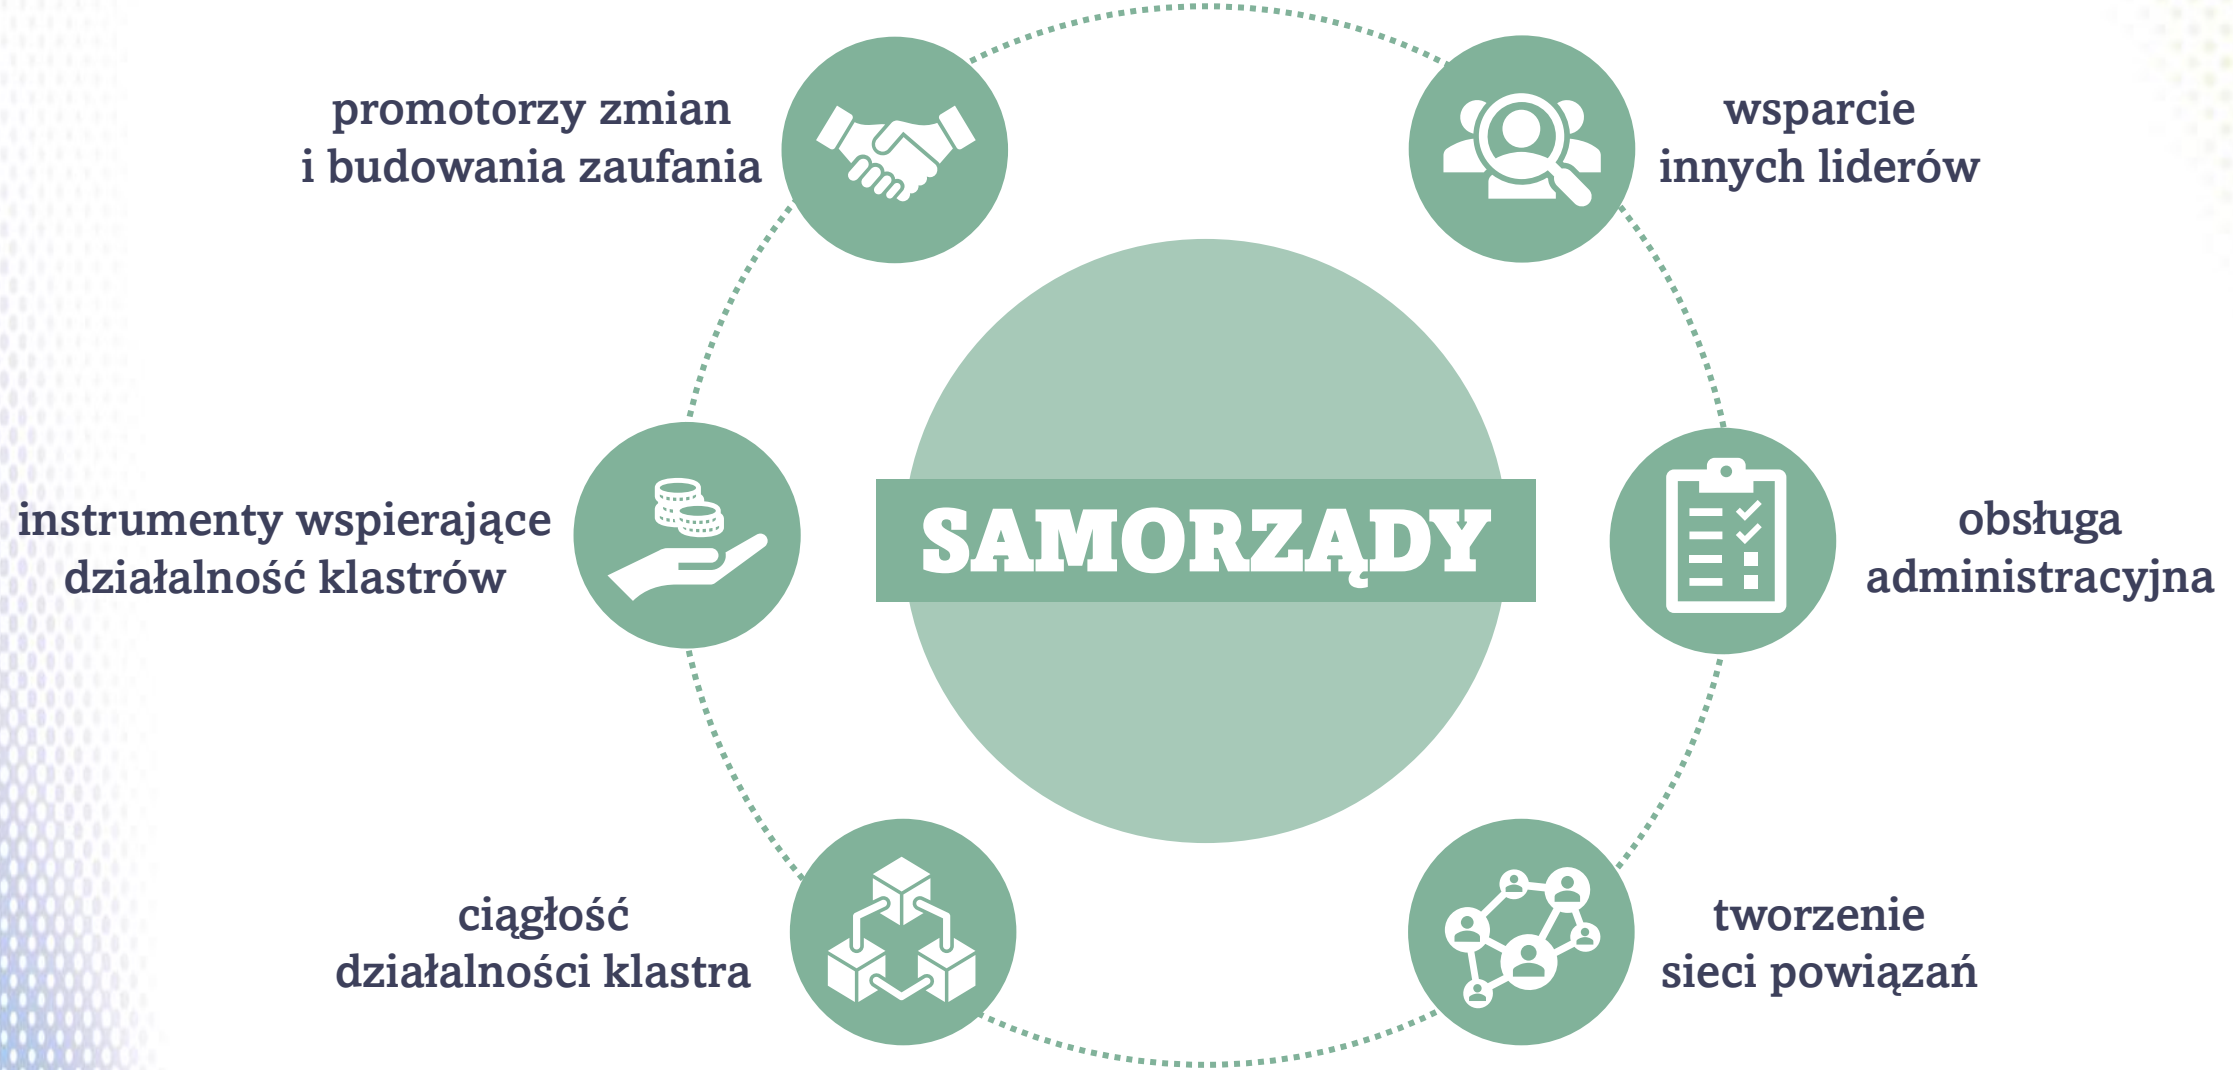 promotorzy zmian
i budowania zaufania
wsparcie
innych liderów
instrumenty wspierające
działalność klastrów
SAMORZĄDY
obsługa
administracyjna
ciągłość
działalności klastra
tworzenie
sieci powiązań